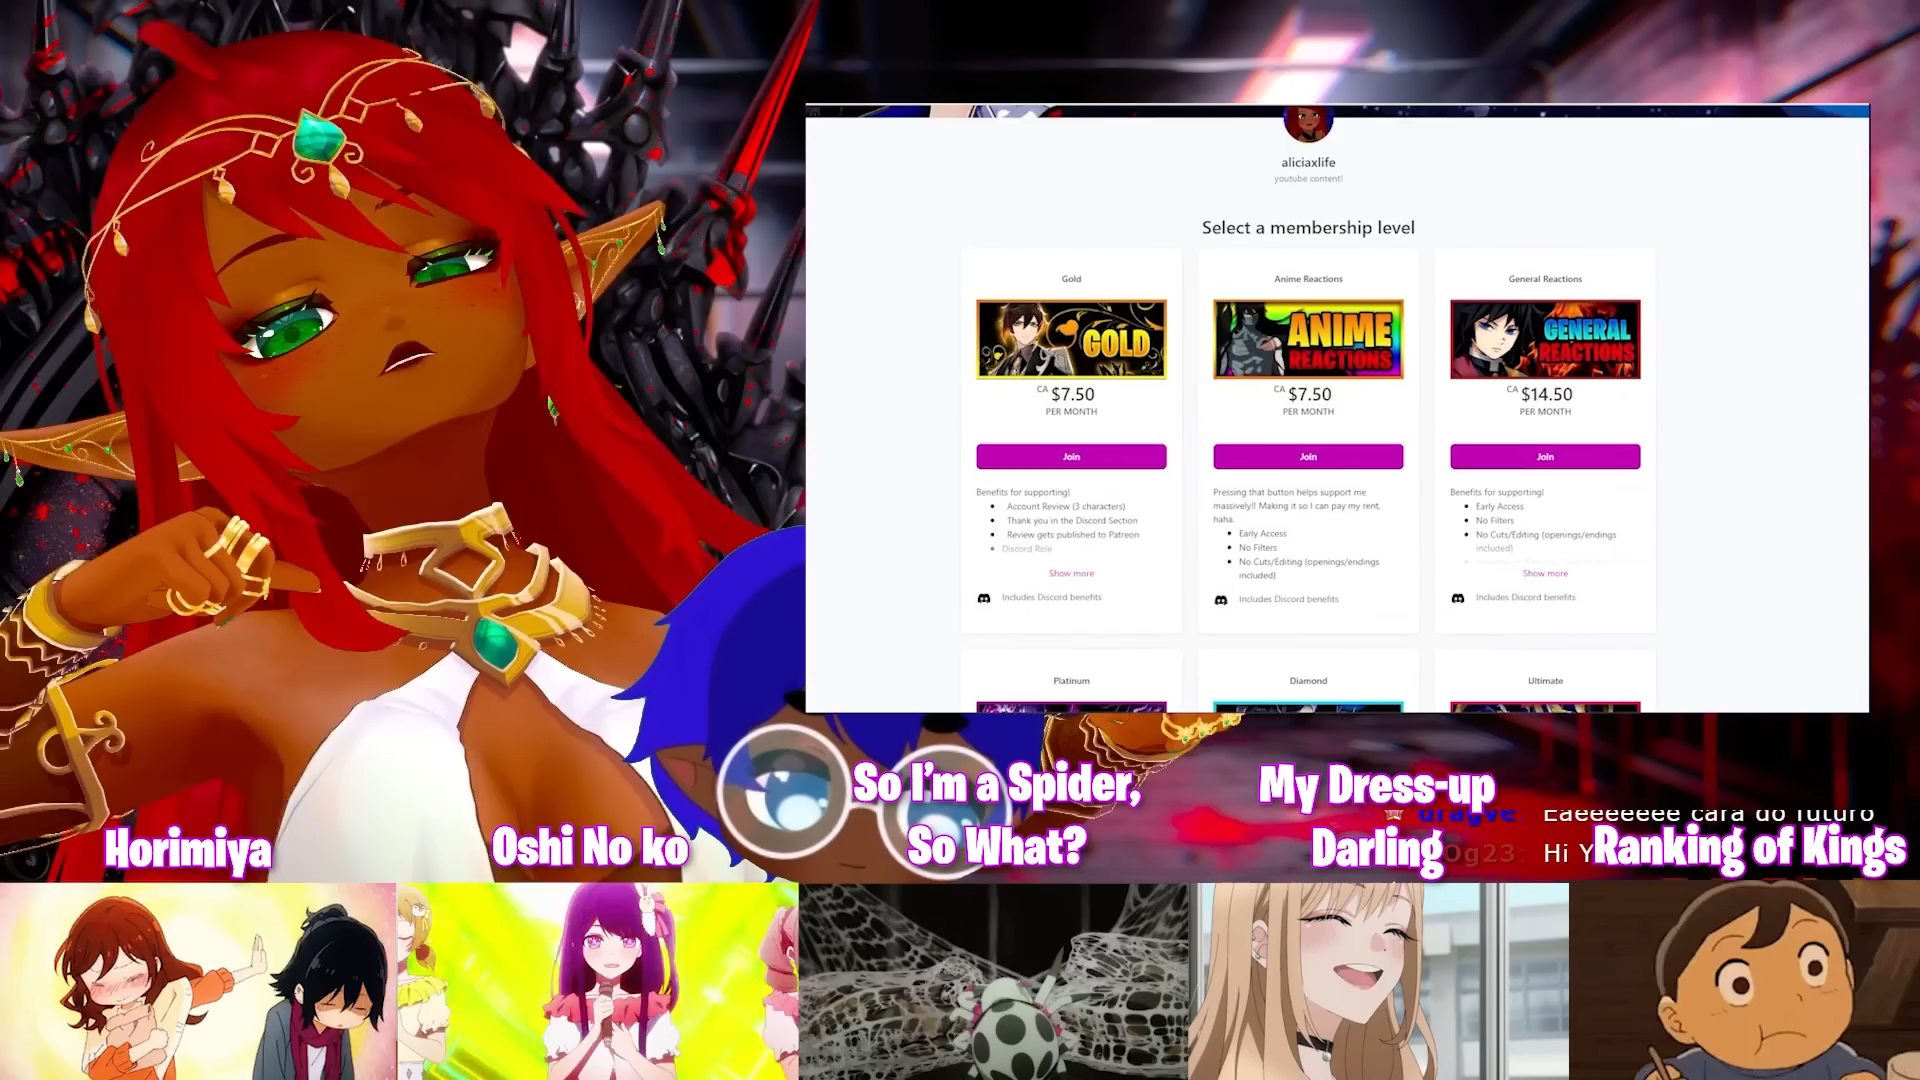 aliciaxlife
youtube content!
Select a membership level
Gold
GOLD
CA $7.50
PER MONTH
Join
Benefits for supporting!
Account Review (3 characters)
Thank you in the Discord Section
Review gets published to Patreon
Discord Role
Show more
Includes Discord benefits
Anime Reactions
ANIME
REACTIONS
CA $7.50
PER MONTH
Join
Pressing that button helps support me
massively!! Making it so I can pay my rent,
haha.
Early Access
No Filters
No Cuts/Editing (openings/endings
included)
Includes Discord benefits
General Reactions
GENERAL
REACTIONS
CA $14.50
PER MONTH
Join
Benefits for supporting!
Early Access
No Filters
No Cuts/Editing (openings/endings
included)
Show more
Includes Discord benefits
Platinum
Diamond
Ultimate
Horimiya
Oshi No ko
So I'm a Spider,
So What?
My Dress-up
Darling
Eaeeeeeee cara do futuro
Hi
Ranking of Kings